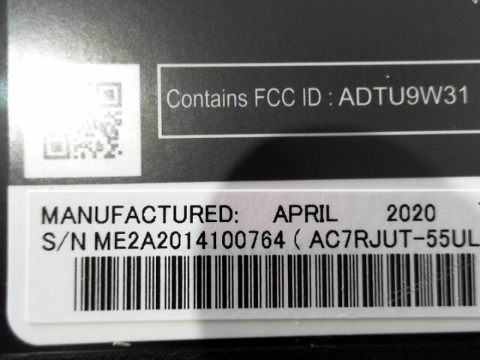 Contains FCC ID : ADTU9W31
MANUFACTURED: APRIL 2020
S/N ME2A2014100764 ( AC7RJUT-55UL